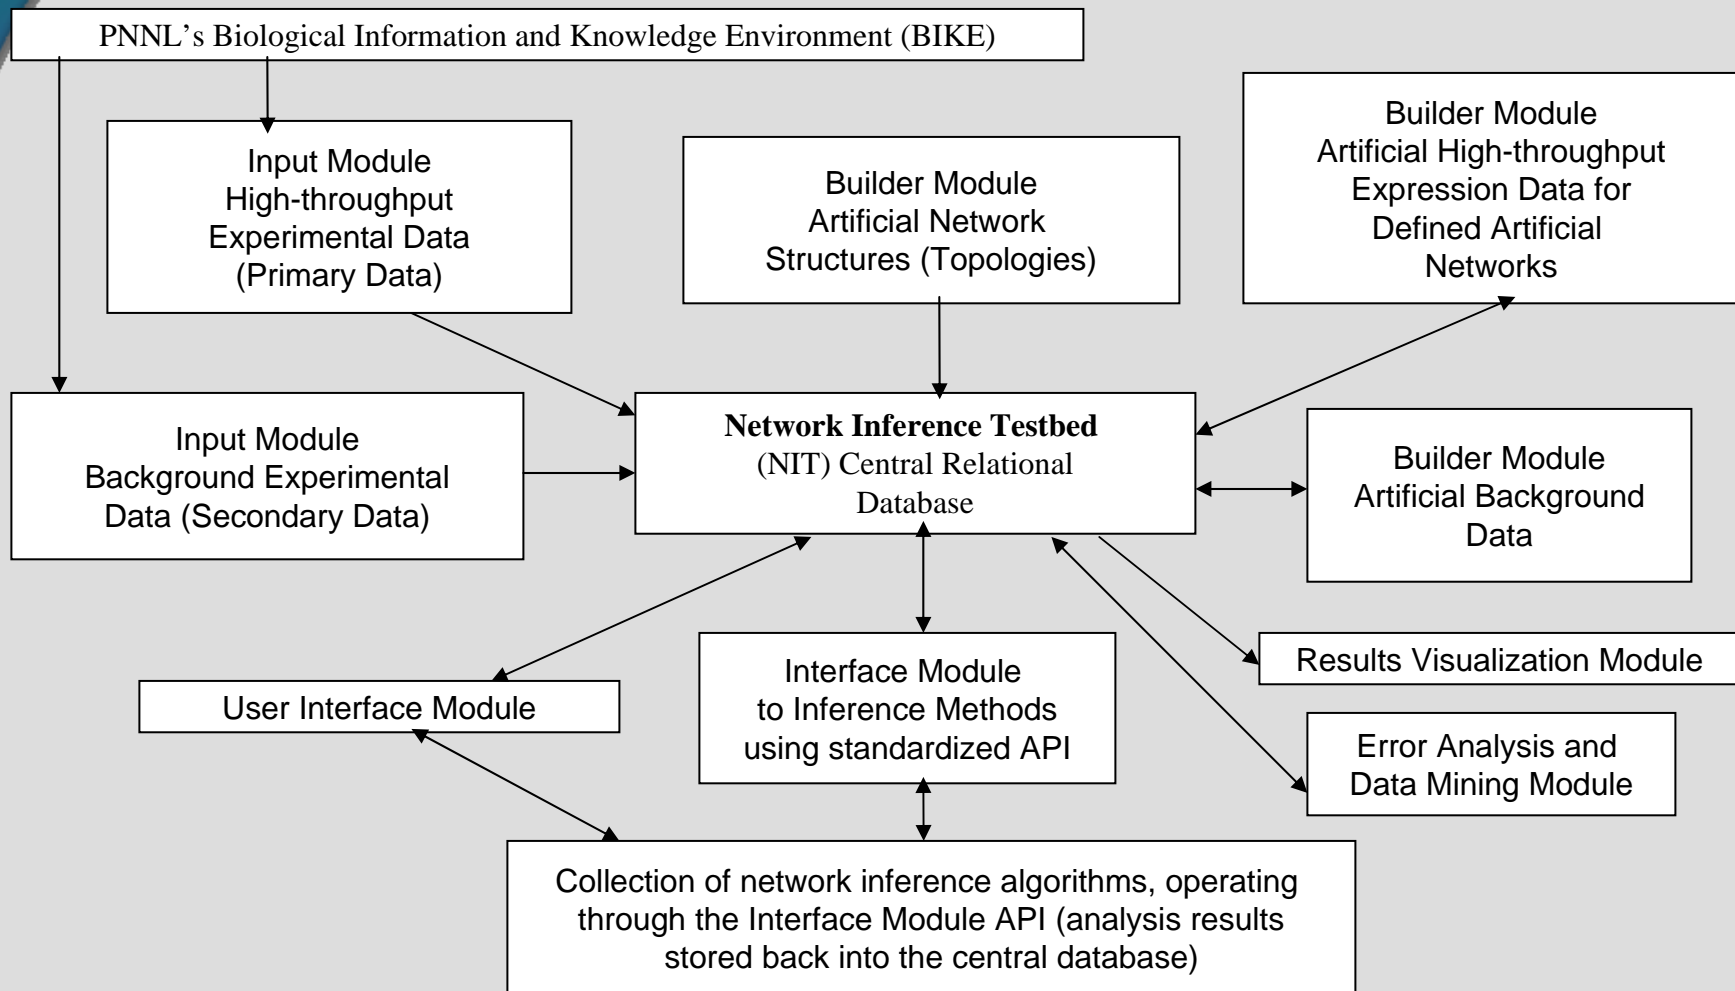 PNNL’s Biological Information and Knowledge Environment (BIKE)
Input Module
High-throughput
Experimental Data
(Primary Data)
Builder Module
Artificial Network
Structures (Topologies)
Builder Module
Artificial High-throughput
Expression Data for
Defined Artificial
Networks
Input Module
Background Experimental
Data (Secondary Data)
Network Inference Testbed
(NIT) Central Relational
Database
Builder Module
Artificial Background
Data
User Interface Module
Interface Module
to Inference Methods
using standardized API
Results Visualization Module
Error Analysis and
Data Mining Module
Collection of network inference algorithms, operating
through the Interface Module API (analysis results
stored back into the central database)